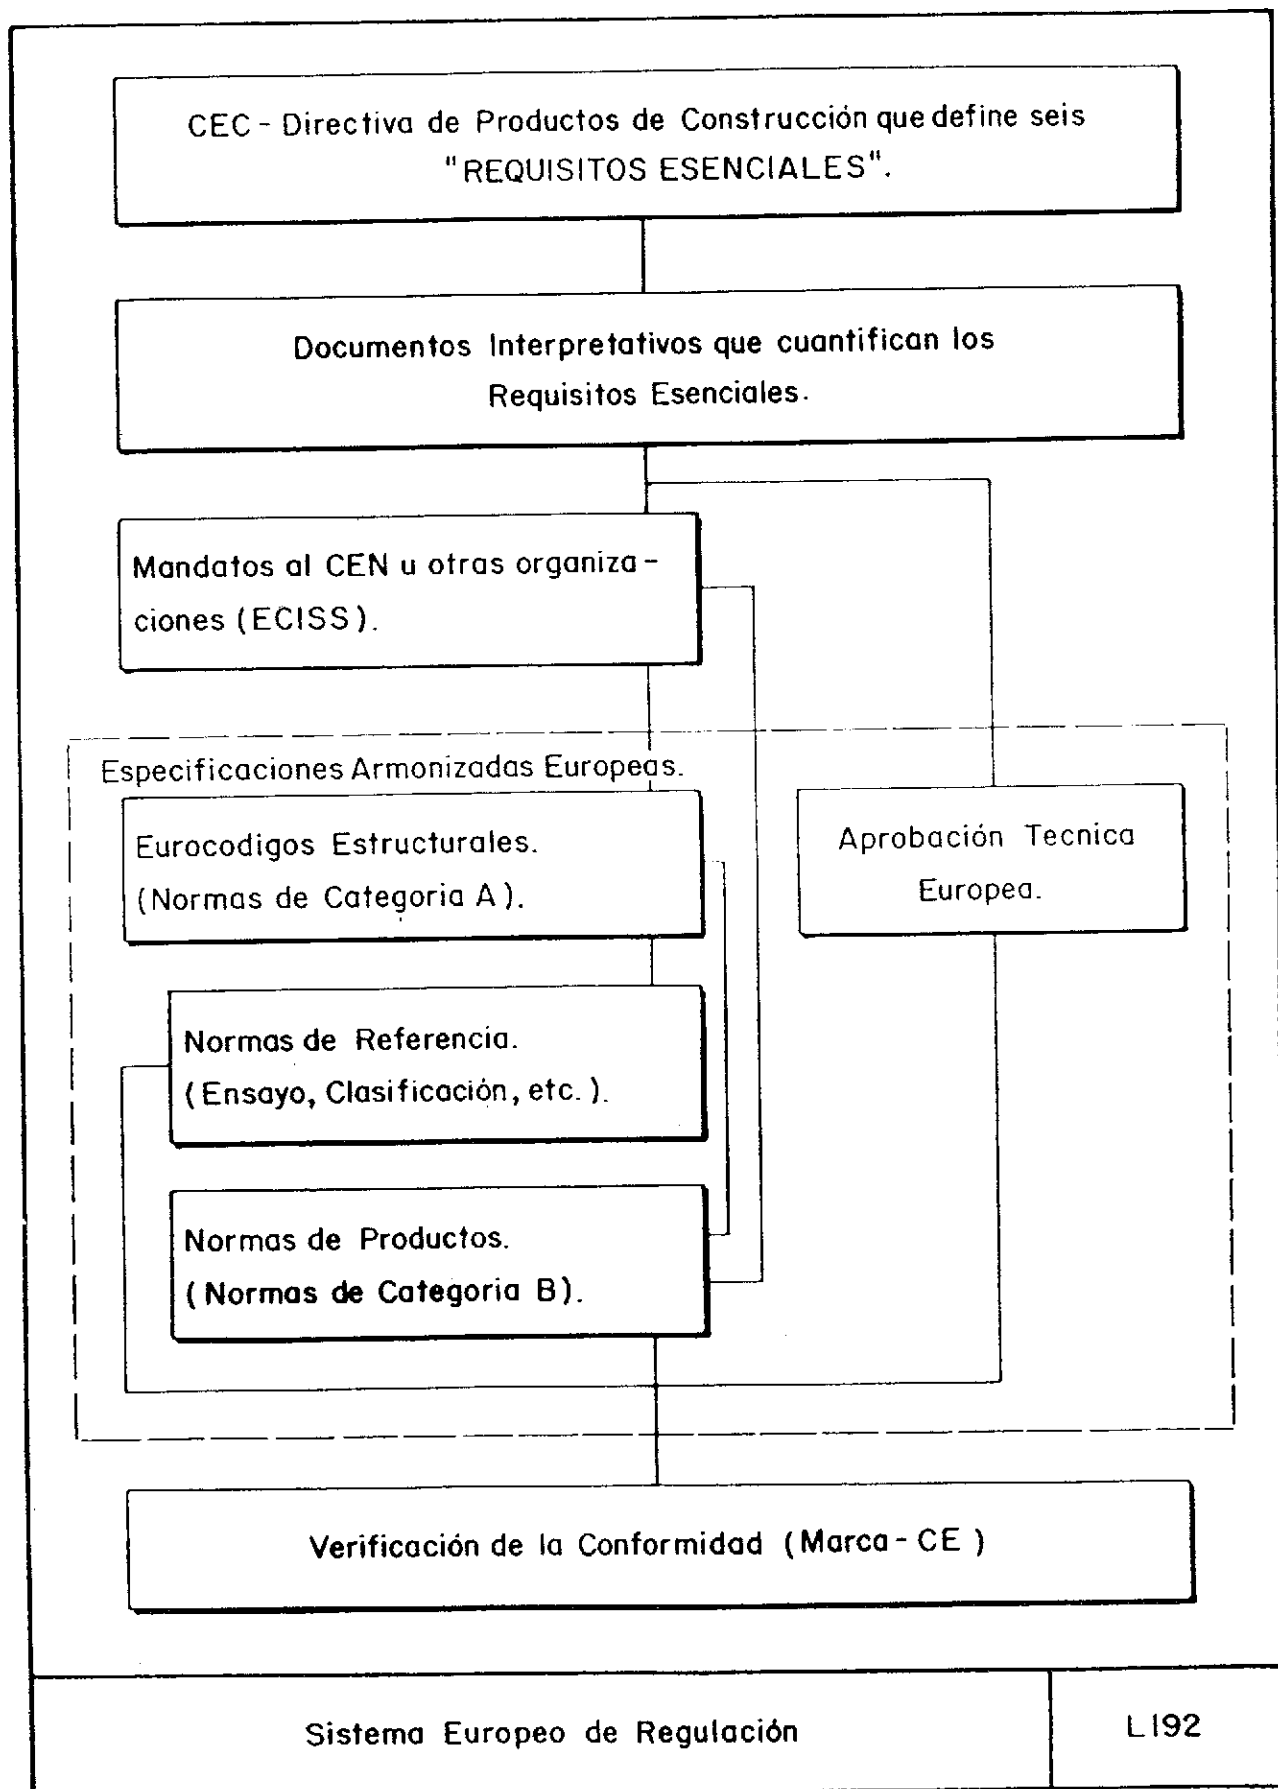 CEC - Directiva de Productos de Construcción que define seis
"REQUISITOS ESENCIALES".
Documentos Interpretativos que cuantifican los
Requisitos Esenciales.
Mandatos al CEN u otras organiza-
ciones (ECISS).
Especificaciones Armonizadas Europeas.
Eurocodigos Estructurales.
(Normas de Categoria A).
Aprobación Tecnica
Europea.
Normas de Referencia.
(Ensayo, Clasificación, etc.).
Normas de Productos.
(Normas de Categoria B).
Verificación de la Conformidad (Marca-CE)
Sistema Europeo de Regulación
L192